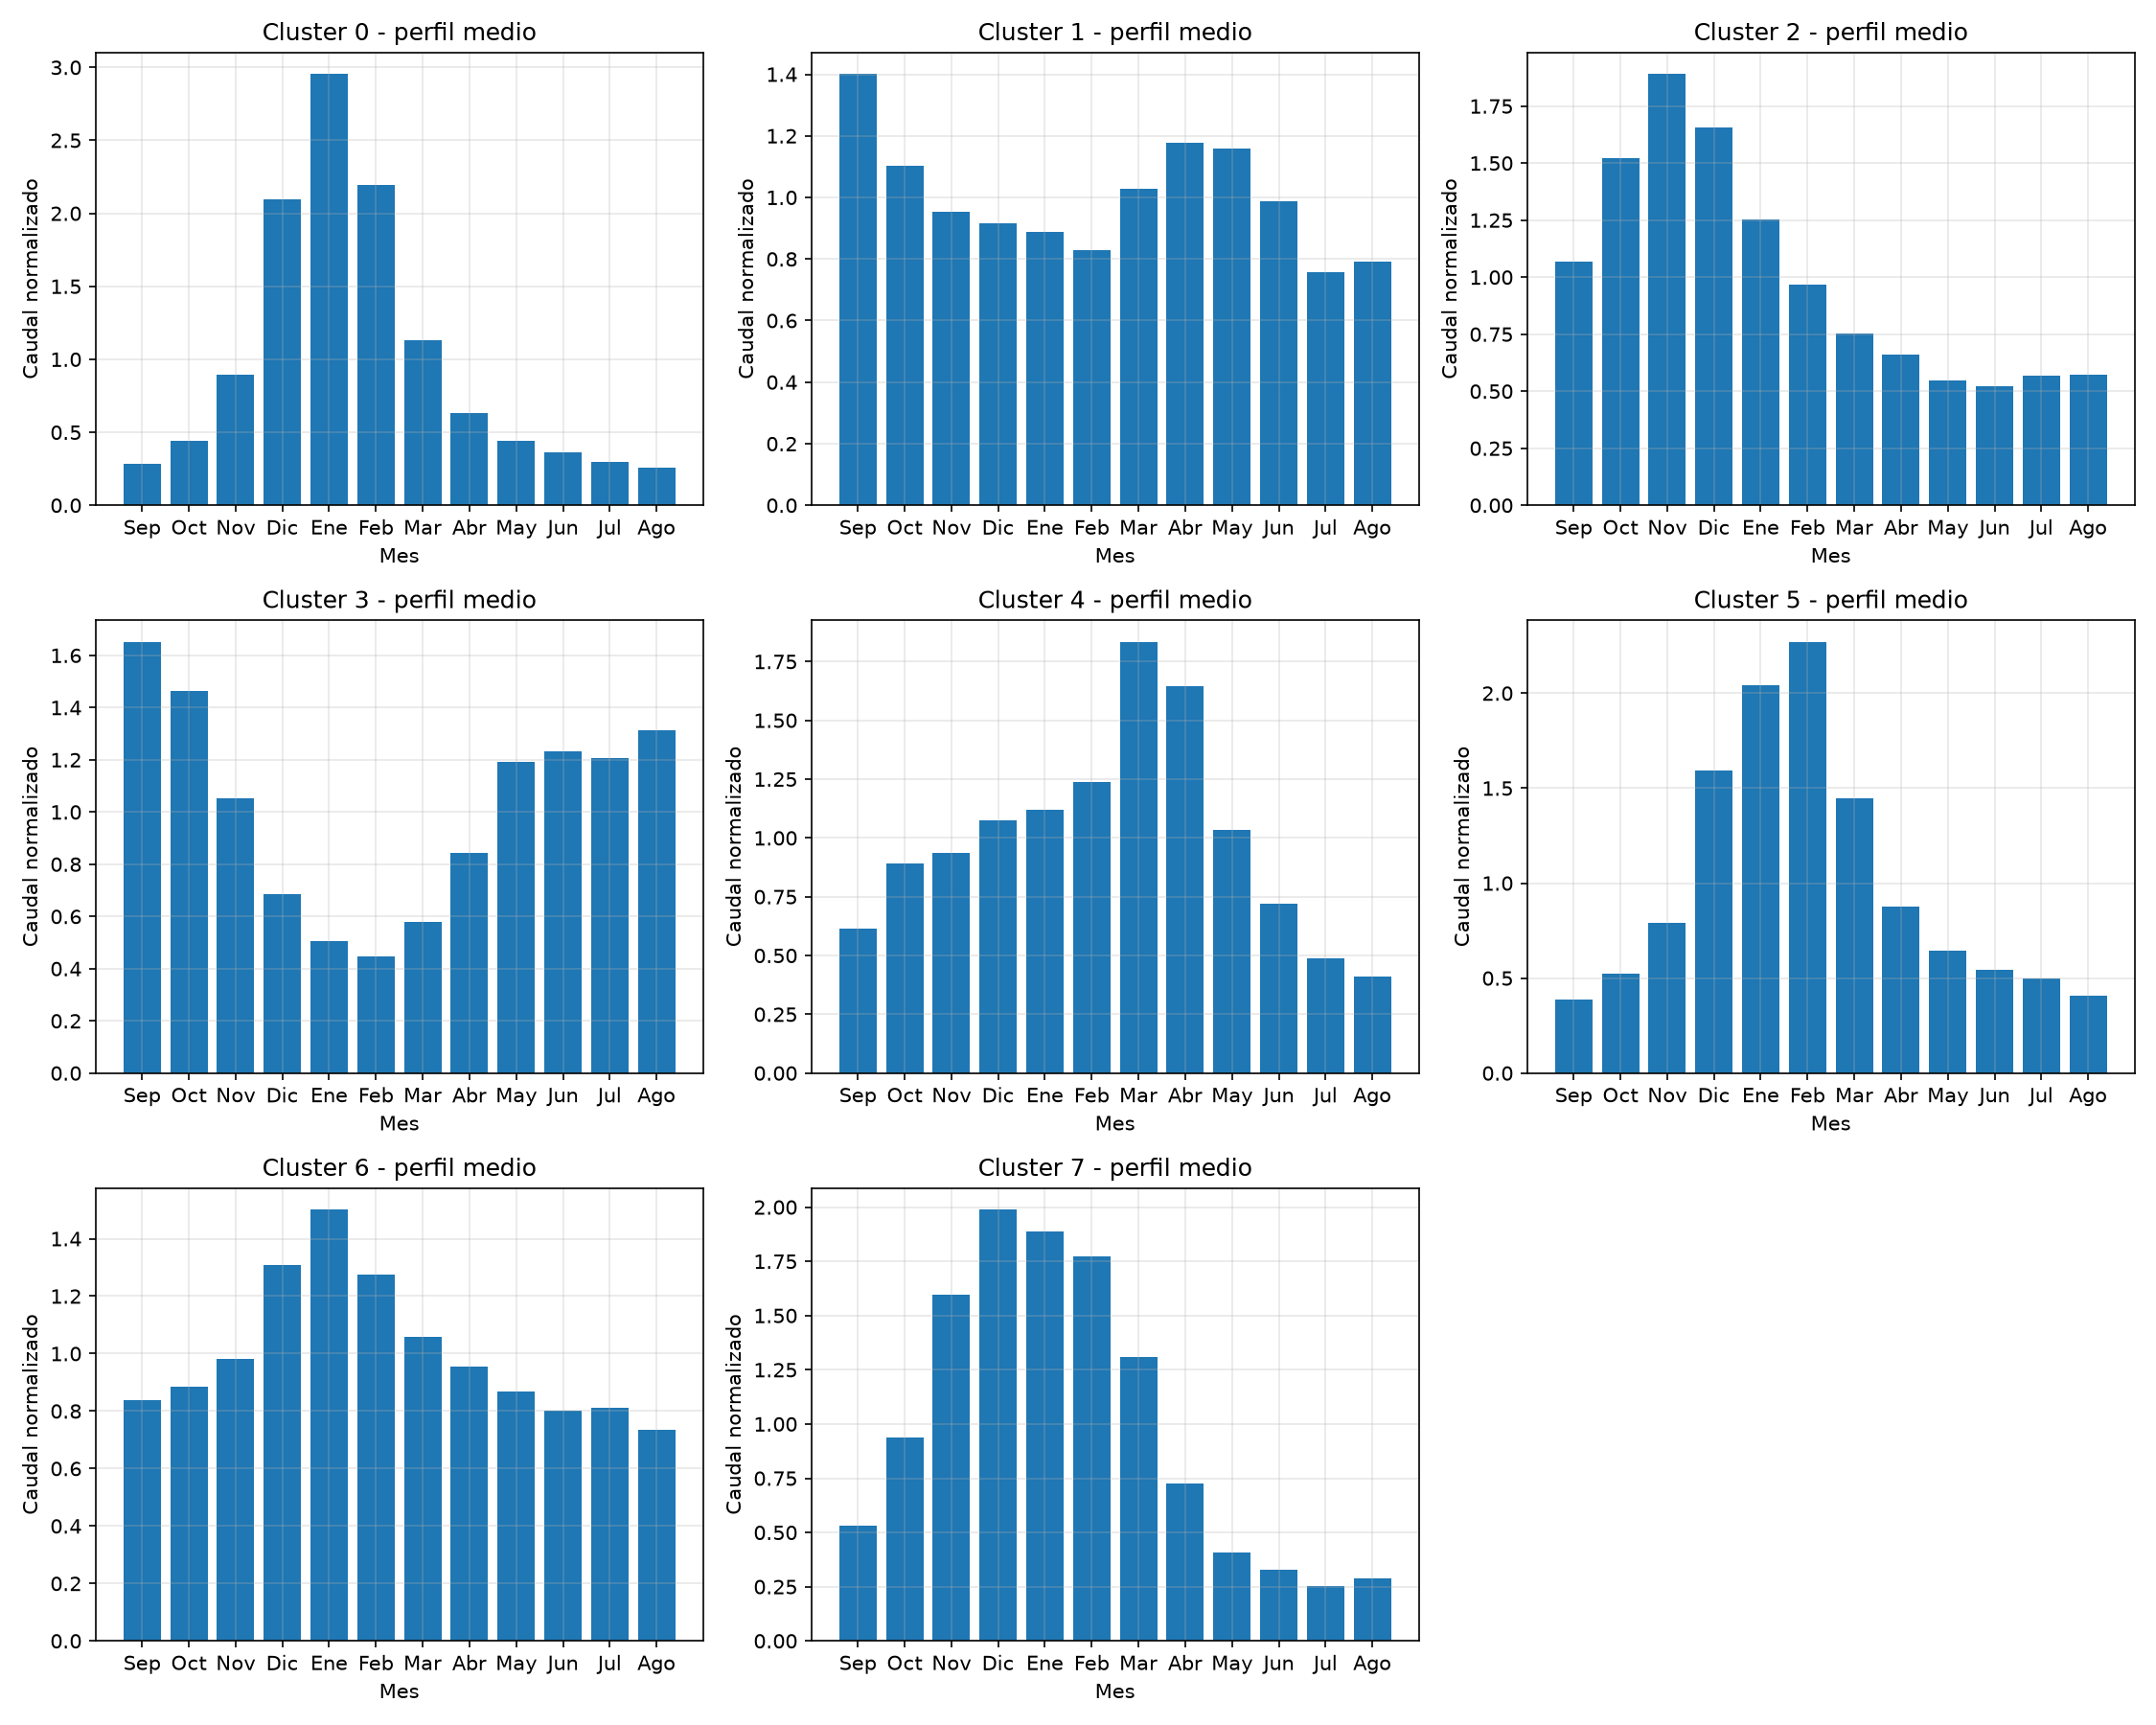 Cluster 0 - perfil medio
Caudal normalizado
3.0
2.5
2.0
1.5
1.0
0.5
0.0
Sep Oct Nov Dic Ene Feb Mar Abr May Jun Jul Ago
Mes
Cluster 1 - perfil medio
Caudal normalizado
1.4
1.2
1.0
0.8
0.6
0.4
0.2
0.0
Sep Oct Nov Dic Ene Feb Mar Abr May Jun Jul Ago
Mes
Cluster 2 - perfil medio
Caudal normalizado
1.75
1.50
1.25
1.00
0.75
0.50
0.25
0.00
Sep Oct Nov Dic Ene Feb Mar Abr May Jun Jul Ago
Mes
Cluster 3 - perfil medio
Caudal normalizado
1.6
1.4
1.2
1.0
0.8
0.6
0.4
0.2
0.0
Sep Oct Nov Dic Ene Feb Mar Abr May Jun Jul Ago
Mes
Cluster 4 - perfil medio
Caudal normalizado
1.75
1.50
1.25
1.00
0.75
0.50
0.25
0.00
Sep Oct Nov Dic Ene Feb Mar Abr May Jun Jul Ago
Mes
Cluster 5 - perfil medio
Caudal normalizado
2.0
1.5
1.0
0.5
0.0
Sep Oct Nov Dic Ene Feb Mar Abr May Jun Jul Ago
Mes
Cluster 6 - perfil medio
Caudal normalizado
1.4
1.2
1.0
0.8
0.6
0.4
0.2
0.0
Sep Oct Nov Dic Ene Feb Mar Abr May Jun Jul Ago
Mes
Cluster 7 - perfil medio
Caudal normalizado
2.00
1.75
1.50
1.25
1.00
0.75
0.50
0.25
0.00
Sep Oct Nov Dic Ene Feb Mar Abr May Jun Jul Ago
Mes